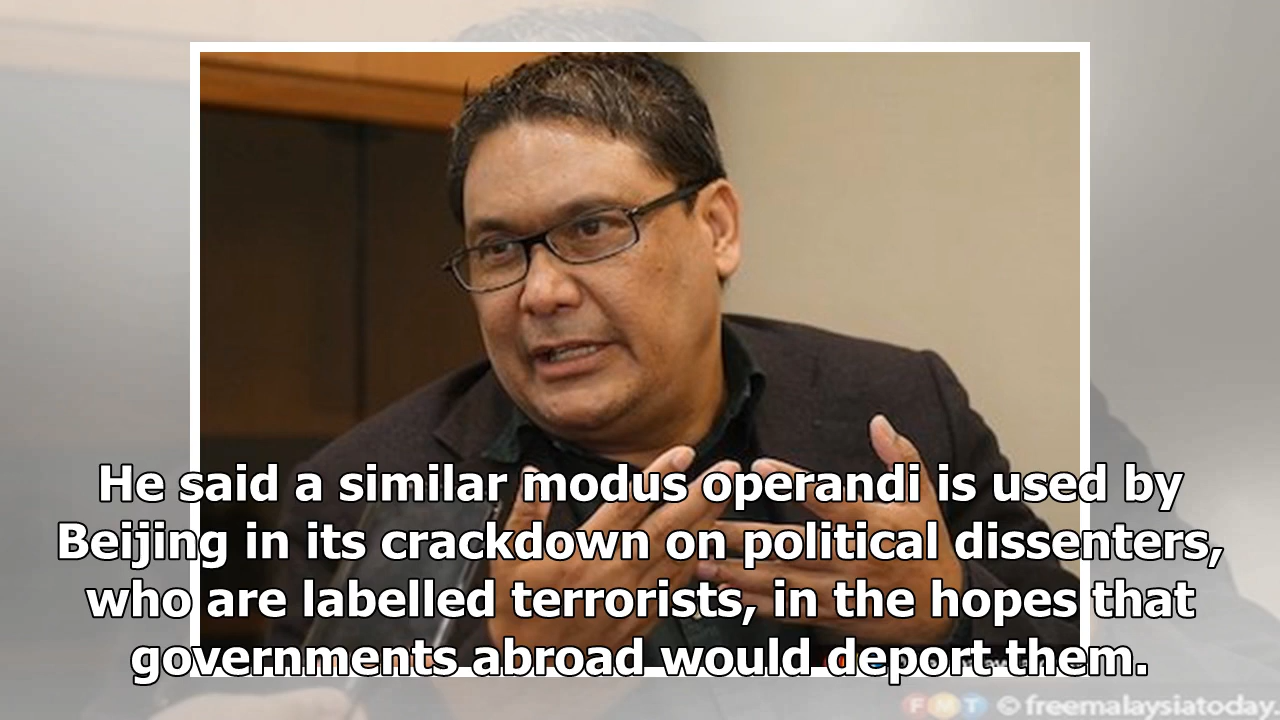 He said a similar modus operandi is used by
Beijing in its crackdown on political dissenters,
who are labelled terrorists, in the hopes that
governments abroad would deport them.
FMT © freemalaysiatoday.